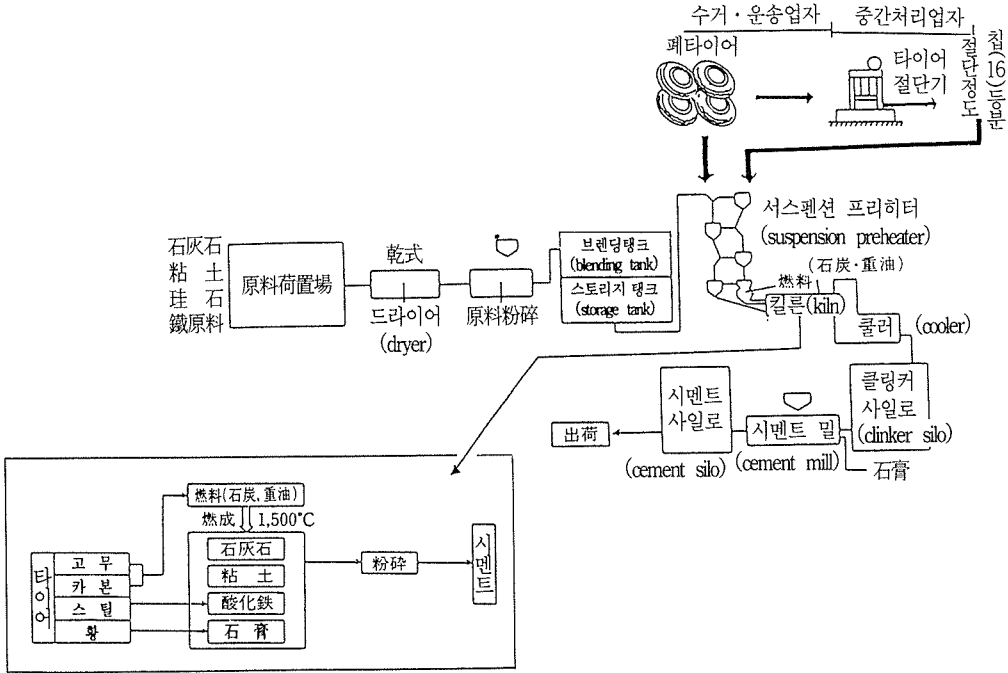 수거・운송업자
중간처리업자
폐타이어
타이어
절단기
절단정도
칩(16)등분
서스펜션 프리히터
(suspension preheater)
(石炭·重油)
燃料
킬른(kiln)
쿨러
(cooler)
石灰石
粘 土
珪 石
鐵原料
原料荷置場
乾式
드라이어
(dryer)
原料粉碎
브렌딩탱크
(blending tank)
스토리지 탱크
(storage tank)
클링커
사일로
(clinker silo)
시멘트 밀
(cement mill)
石膏
시멘트
사일로
(cement silo)
出荷
燃料(石炭,重油)
燃成
1,500°C
石灰石
粘 土
酸化鉄
石 膏
타이어
고 무
카 본
스 틸
황
粉碎
시멘트